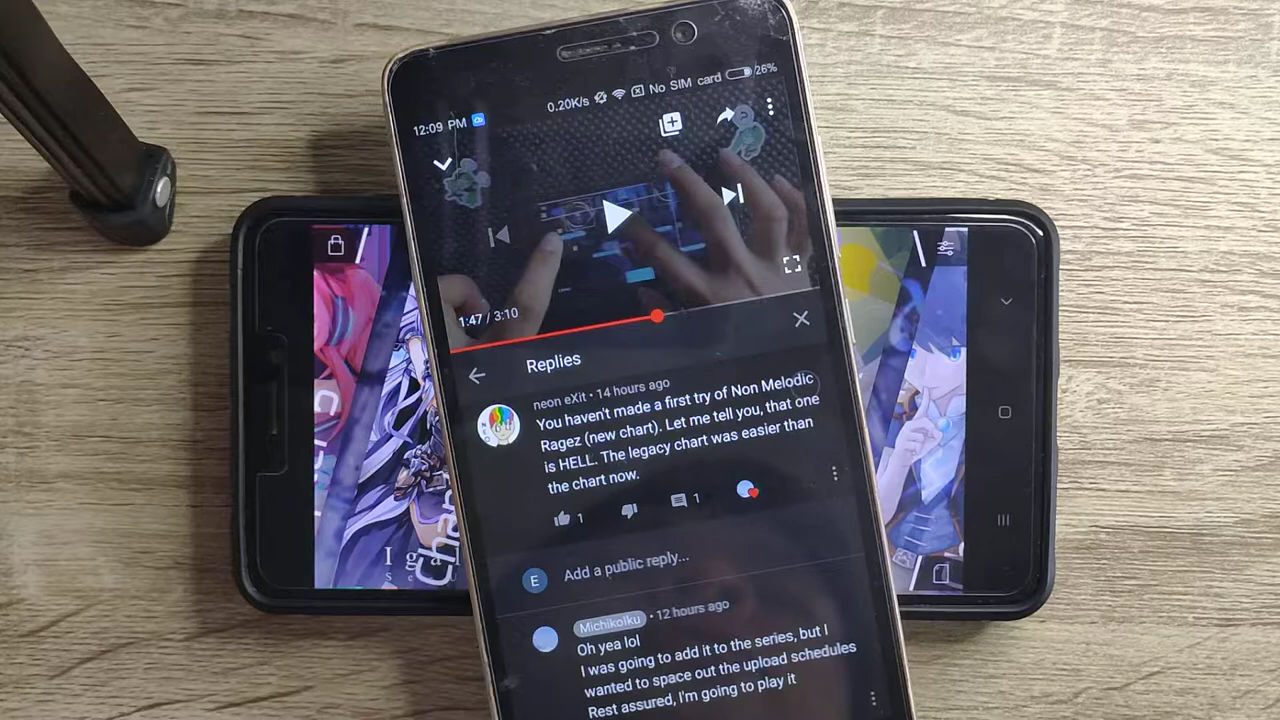 0.20K/s No SIM card 26%
12:09 PM
1:47 / 3:10
Replies
neon eXit • 14 hours ago
You haven't made a first try of Non Melodic
Ragez (new chart). Let me tell you, that one
is HELL. The legacy chart was easier than
the chart now.
1
1
E
Add a public reply...
Michikolku • 12 hours ago
Oh yea lol
I was going to add it to the series, but I
wanted to space out the upload schedules
Rest assured, I'm going to play it